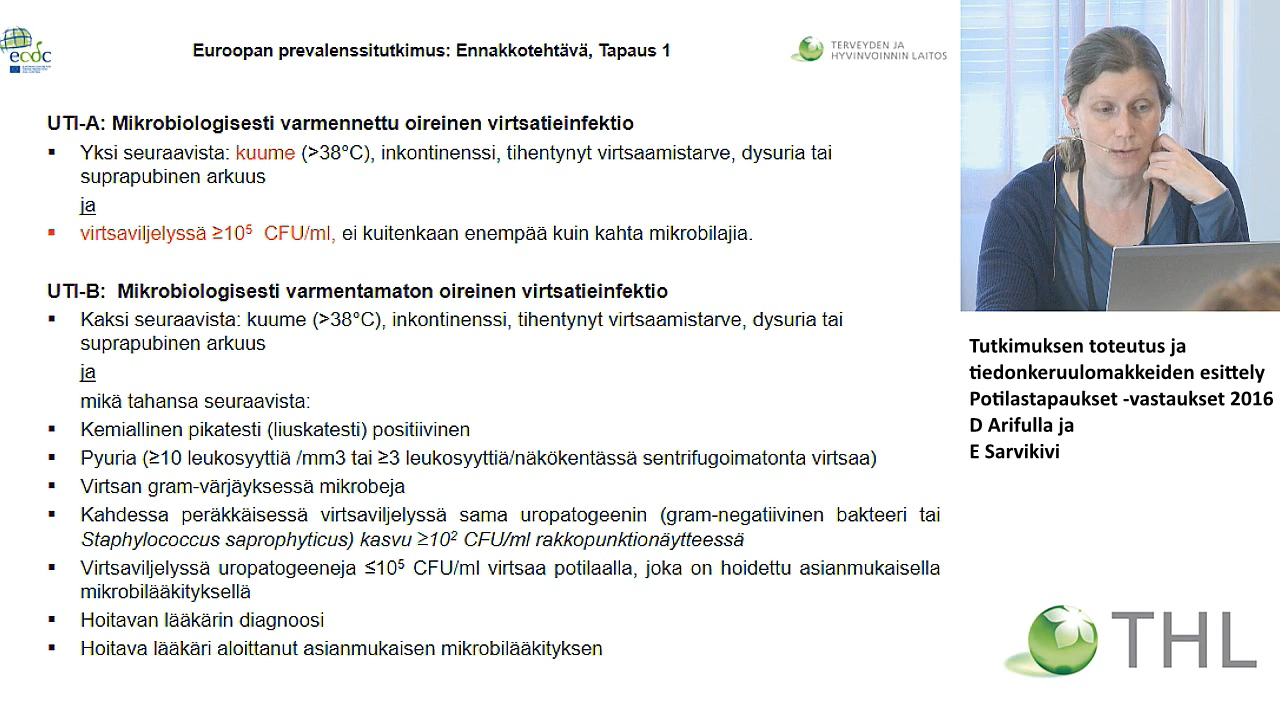 ecdc
Euroopan prevalenssitutkimus: Ennakkotehtävä, Tapaus 1
TERVEYDEN JA
HYVINVOINNIN LAITOS
UTI-A: Mikrobiologisesti varmennettu oireinen virtsatieinfektio
▪ Yksi seuraavista: kuume (>38°C), inkontinenssi, tihentynyt virtsaamistarve, dysuria tai
suprapubinen arkuus
ja
▪ virtsaviljelyssä ≥10⁵ CFU/ml, ei kuitenkaan enempää kuin kahta mikrobilajia.
UTI-B: Mikrobiologisesti varmentamaton oireinen virtsatieinfektio
▪ Kaksi seuraavista: kuume (>38°C), inkontinenssi, tihentynyt virtsaamistarve, dysuria tai
suprapubinen arkuus
ja
mikä tahansa seuraavista:
▪ Kemiallinen pikatesti (liuskatesti) positiivinen
▪ Pyuria (≥10 leukosyyttiä /mm3 tai ≥3 leukosyyttiä/näkökentässä sentrifugoimatonta virtsaa)
▪ Virtsan gram-värjäyksessä mikrobeja
▪ Kahdessa peräkkäisessä virtsaviljelyssä sama uropatogeenin (gram-negatiivinen bakteeri tai
Staphylococcus saprophyticus) kasvu ≥10² CFU/ml rakkopunktionäytteessä
▪ Virtsaviljelyssä uropatogeeneja ≤10⁵ CFU/ml virtsaa potilaalla, joka on hoidettu asianmukaisella
mikrobilääkityksellä
▪ Hoitavan lääkärin diagnoosi
▪ Hoitava lääkäri aloittanut asianmukaisen mikrobilääkityksen
Tutkimuksen toteutus ja
tiedonkeruulomakkeiden esittely
Potilastapaukset -vastaukset 2016
D Arifulla ja
E Sarvikivi
THL